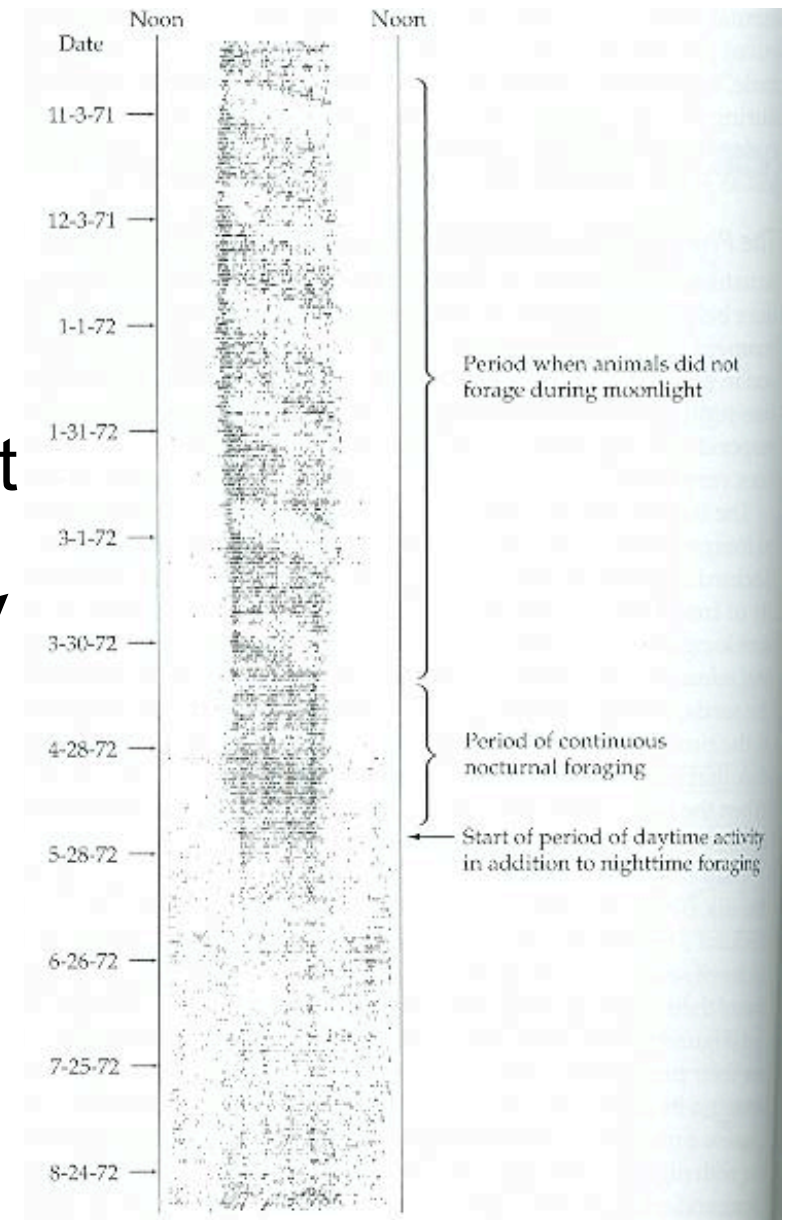 Noon Noon
Date
11-3-71
12-3-71
1-1-72
1-31-72
3-1-72
3-30-72
4-28-72
5-28-72
6-26-72
7-25-72
8-24-72
Period when animals did not
forage during moonlight
Period of continuous
nocturnal foraging
Start of period of daytime activity
in addition to nighttime foraging
t